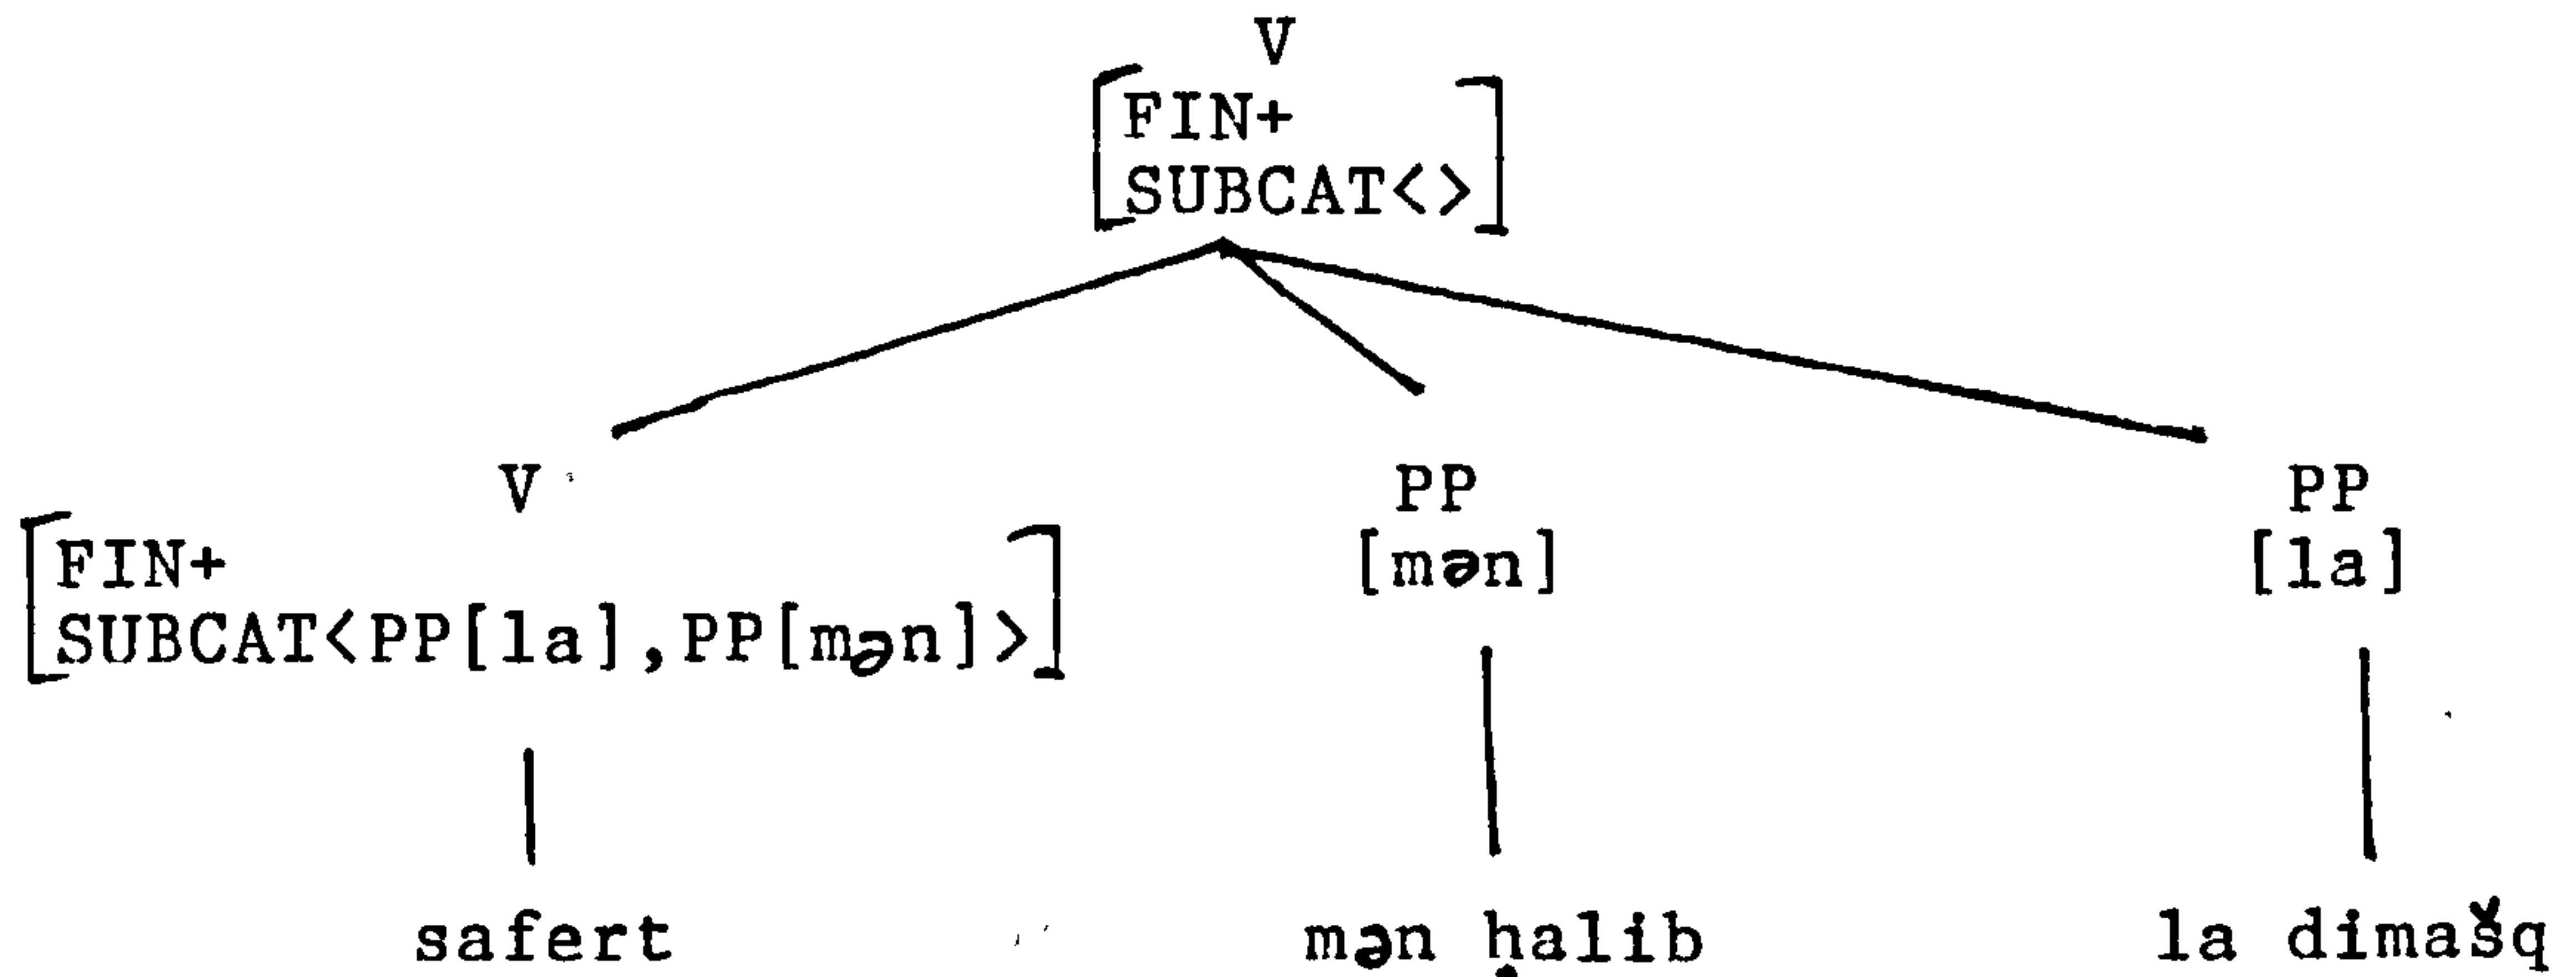 V
FIN+
SUBCAT<>
V PP PP
FIN+ [mən] [la]
SUBCAT<PP[la],PP[mən]>
safert mən ḥalib la dimašq